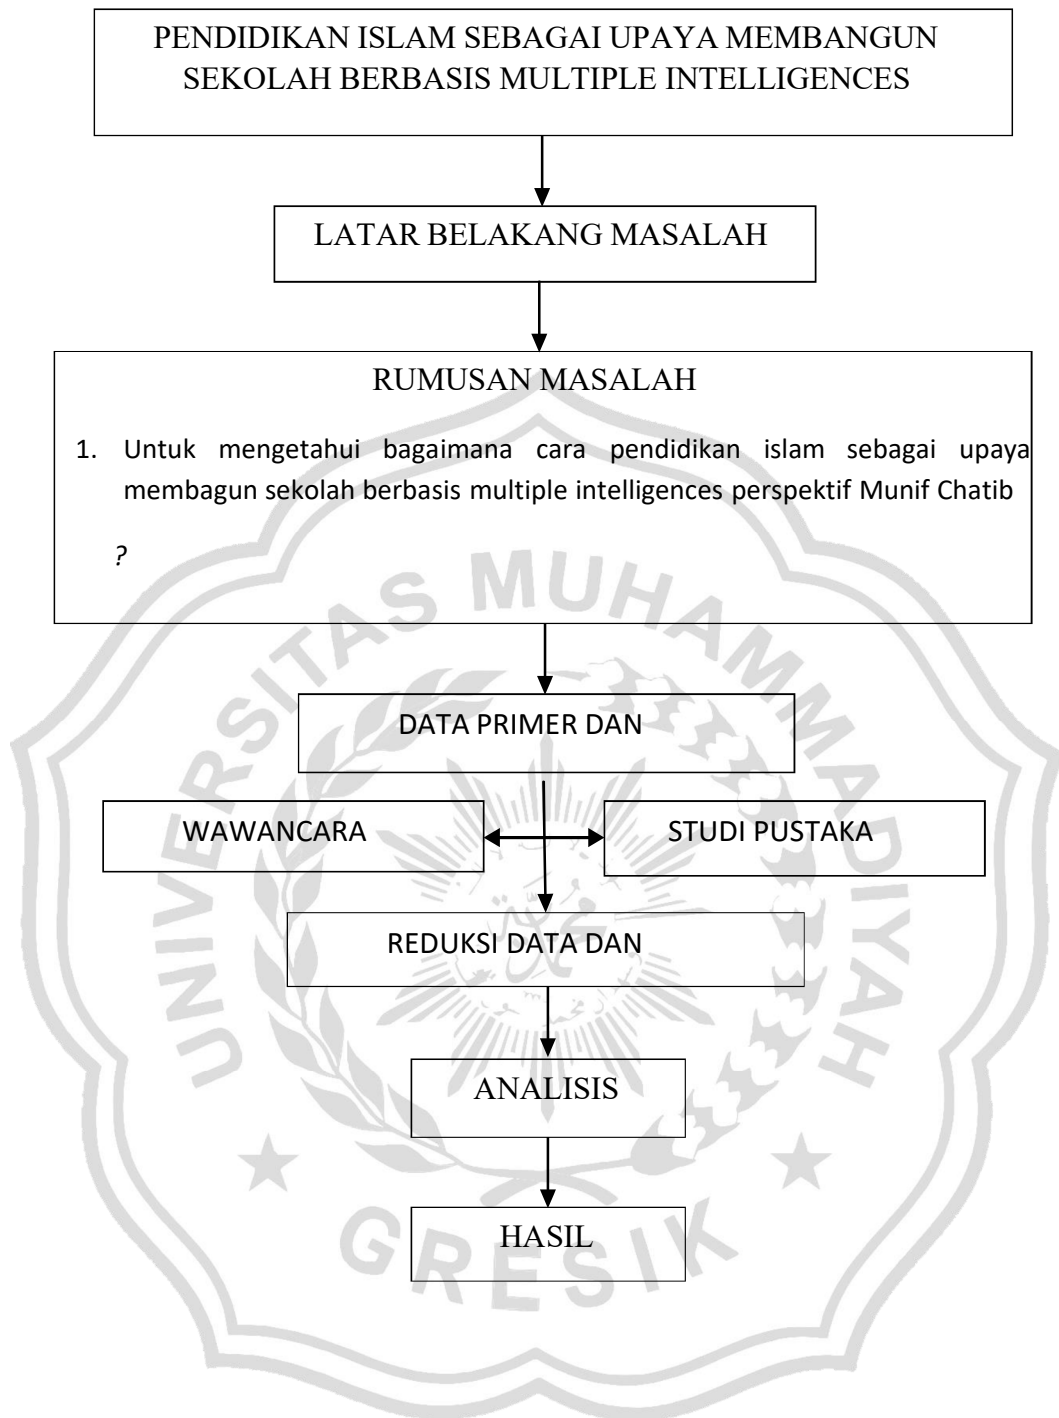 PENDIDIKAN ISLAM SEBAGAI UPAYA MEMBANGUN
SEKOLAH BERBASIS MULTIPLE INTELLIGENCES
LATAR BELAKANG MASALAH
RUMUSAN MASALAH
1. Untuk mengetahui bagaimana cara pendidikan islam sebagai upaya
membagun sekolah berbasis multiple intelligences perspektif Munif Chatib
?
DATA PRIMER DAN
WAWANCARA
STUDI PUSTAKA
REDUKSI DATA DAN
ANALISIS
HASIL
UNIVERSITAS MUHAMMADIYAH
GRESIK